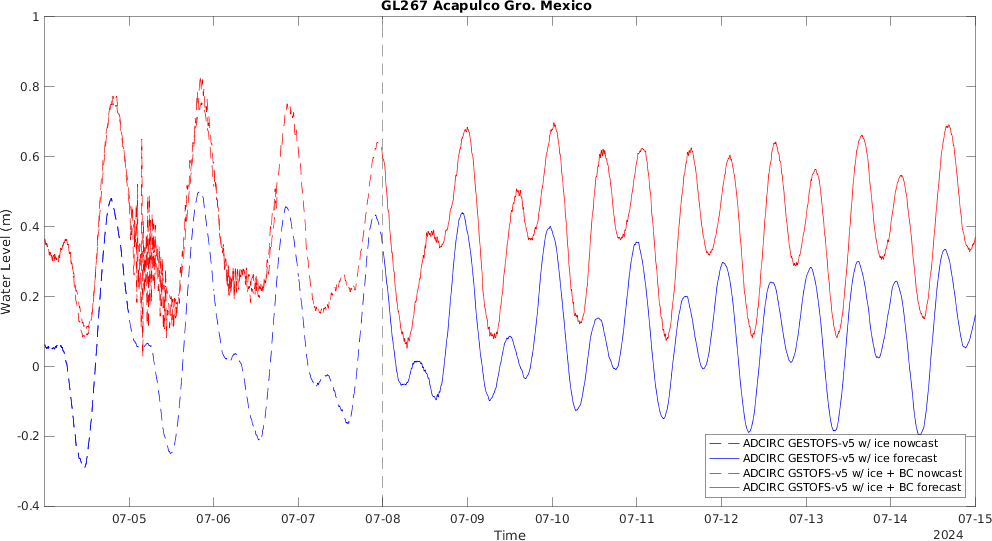 GL267 Acapulco Gro. Mexico
1
0.8
0.6
0.4
0.2
0
-0.2
-0.4
Water Level (m)
ADCIRC GESTOFS-v5 w/ ice nowcast
ADCIRC GESTOFS-v5 w/ ice forecast
ADCIRC GSTOFS-v5 w/ ice + BC nowcast
ADCIRC GSTOFS-v5 w/ ice + BC forecast
07-05 07-06 07-07 07-08 07-09 07-10 07-11 07-12 07-13 07-14 07-15
Time
2024